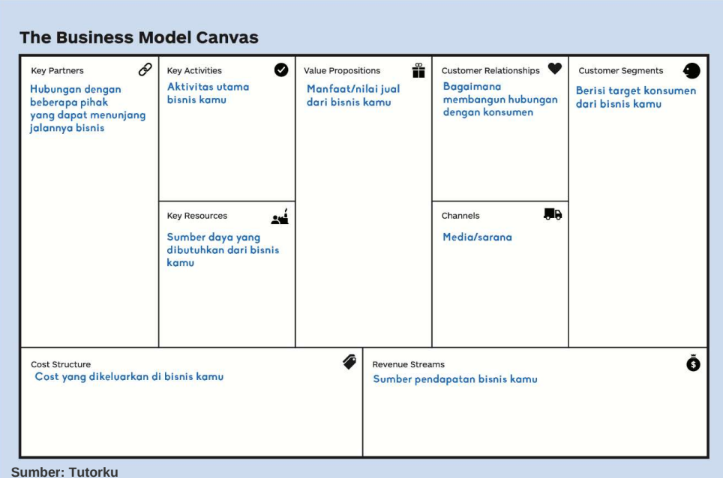 The Business Model Canvas
Key Partners
Hubungan dengan
beberapa pihak
yang dapat menunjang
jalannya bisnis
Key Activities
Aktivitas utama
bisnis kamu
Value Propositions
Manfaat/nilai jual
dari bisnis kamu
Customer Relationships
Bagaimana
membangun hubungan
dengan konsumen
Customer Segments
Berisi target konsumen
dari bisnis kamu
Key Resources
Sumber daya yang
dibutuhkan dari bisnis
kamu
Channels
Media/sarana
Cost Structure
Cost yang dikeluarkan di bisnis kamu
Revenue Streams
Sumber pendapatan bisnis kamu
Sumber: Tutorku